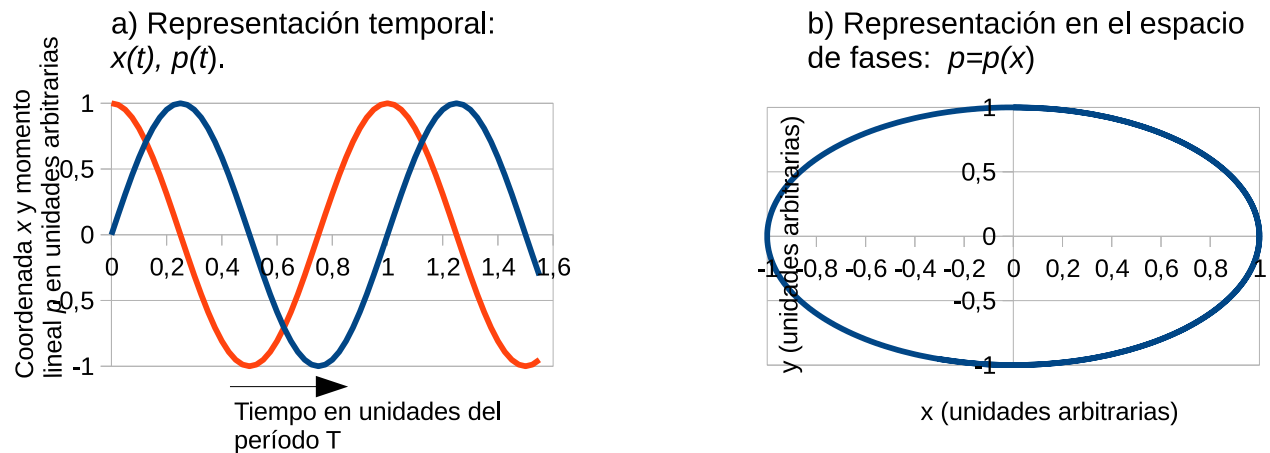 a) Representación temporal:
x(t), p(t).
Coordenada x y momento
lineal p en unidades arbitrarias
1
0,5
0
-0,5
-1
0 0,2 0,4 0,6 0,8 1 1,2 1,4 1,6
Tiempo en unidades del
período T
b) Representación en el espacio
de fases: p=p(x)
y (unidades arbitrarias)
1
0,5
0
-0,5
-1
-1 -0,8 -0,6 -0,4 -0,2 0 0,2 0,4 0,6 0,8 1
x (unidades arbitrarias)